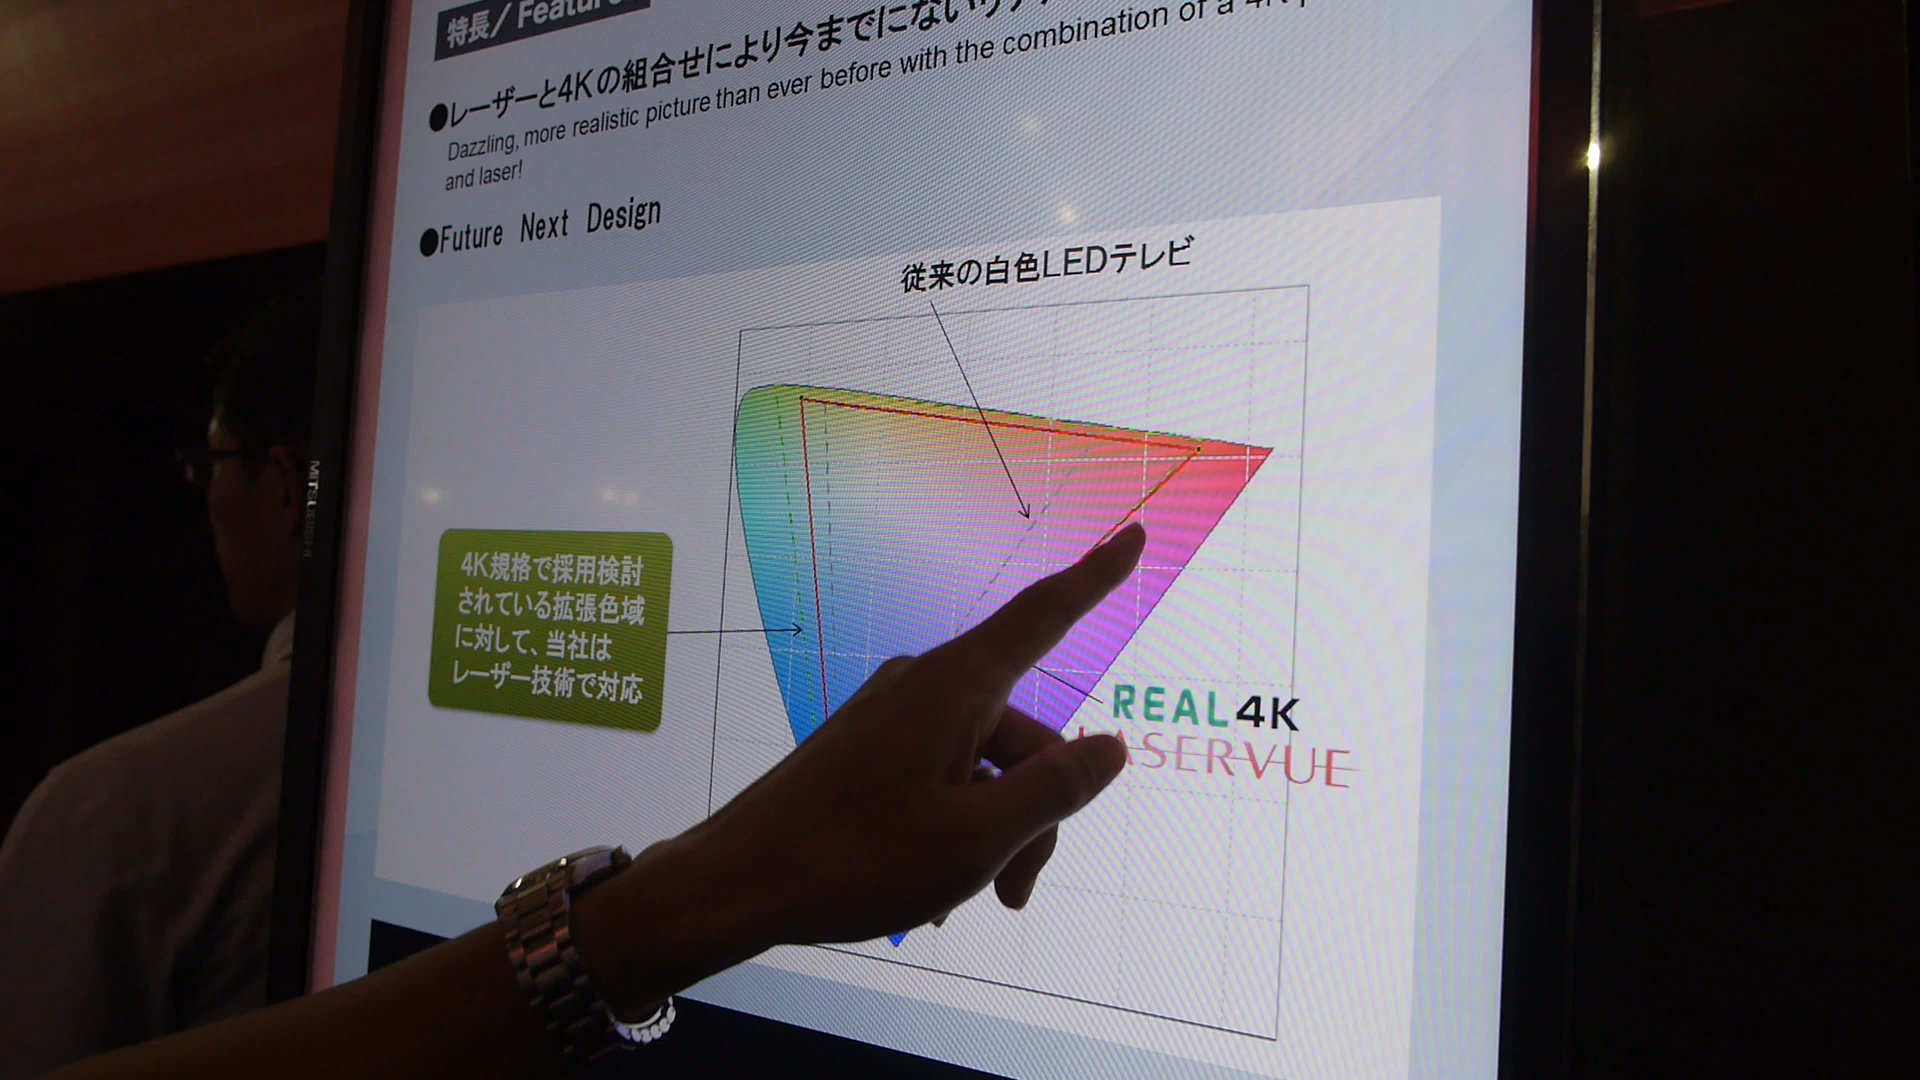 特長/Feature
●レーザーと4Kの組合せにより今までにない
Dazzling, more realistic picture than ever before with the combination of a 4K
and laser!
●Future Next Design
従来の白色LEDテレビ
4K規格で採用検討
されている拡張色域
に対して、当社は
レーザー技術で対応
REAL4K
LASERVUE
MITSUBISHI